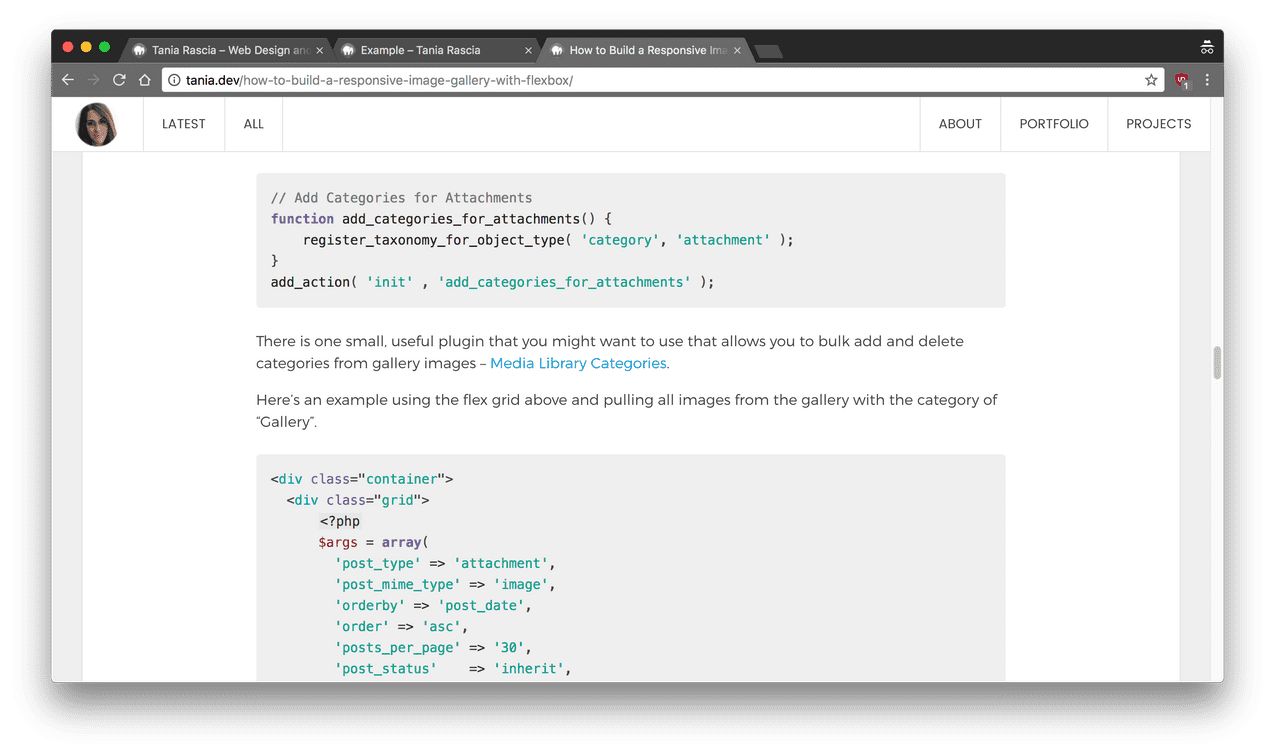 Tania Rascia – Web Design an
Example – Tania Rascia
How to Build a Responsive Ima
tania.dev/how-to-build-a-responsive-image-gallery-with-flexbox/
1
LATEST
ALL
ABOUT
PORTFOLIO
PROJECTS
// Add Categories for Attachments
function add_categories_for_attachments() {
    register_taxonomy_for_object_type( 'category', 'attachment' );
}
add_action( 'init' , 'add_categories_for_attachments' );
There is one small, useful plugin that you might want to use that allows you to bulk add and delete
categories from gallery images – Media Library Categories.
Here’s an example using the flex grid above and pulling all images from the gallery with the category of
“Gallery”.
<div class="container">
  <div class="grid">
      <?php
      $args = array(
        'post_type' => 'attachment',
        'post_mime_type' => 'image',
        'orderby' => 'post_date',
        'order' => 'asc',
        'posts_per_page' => '30',
        'post_status'    => 'inherit',